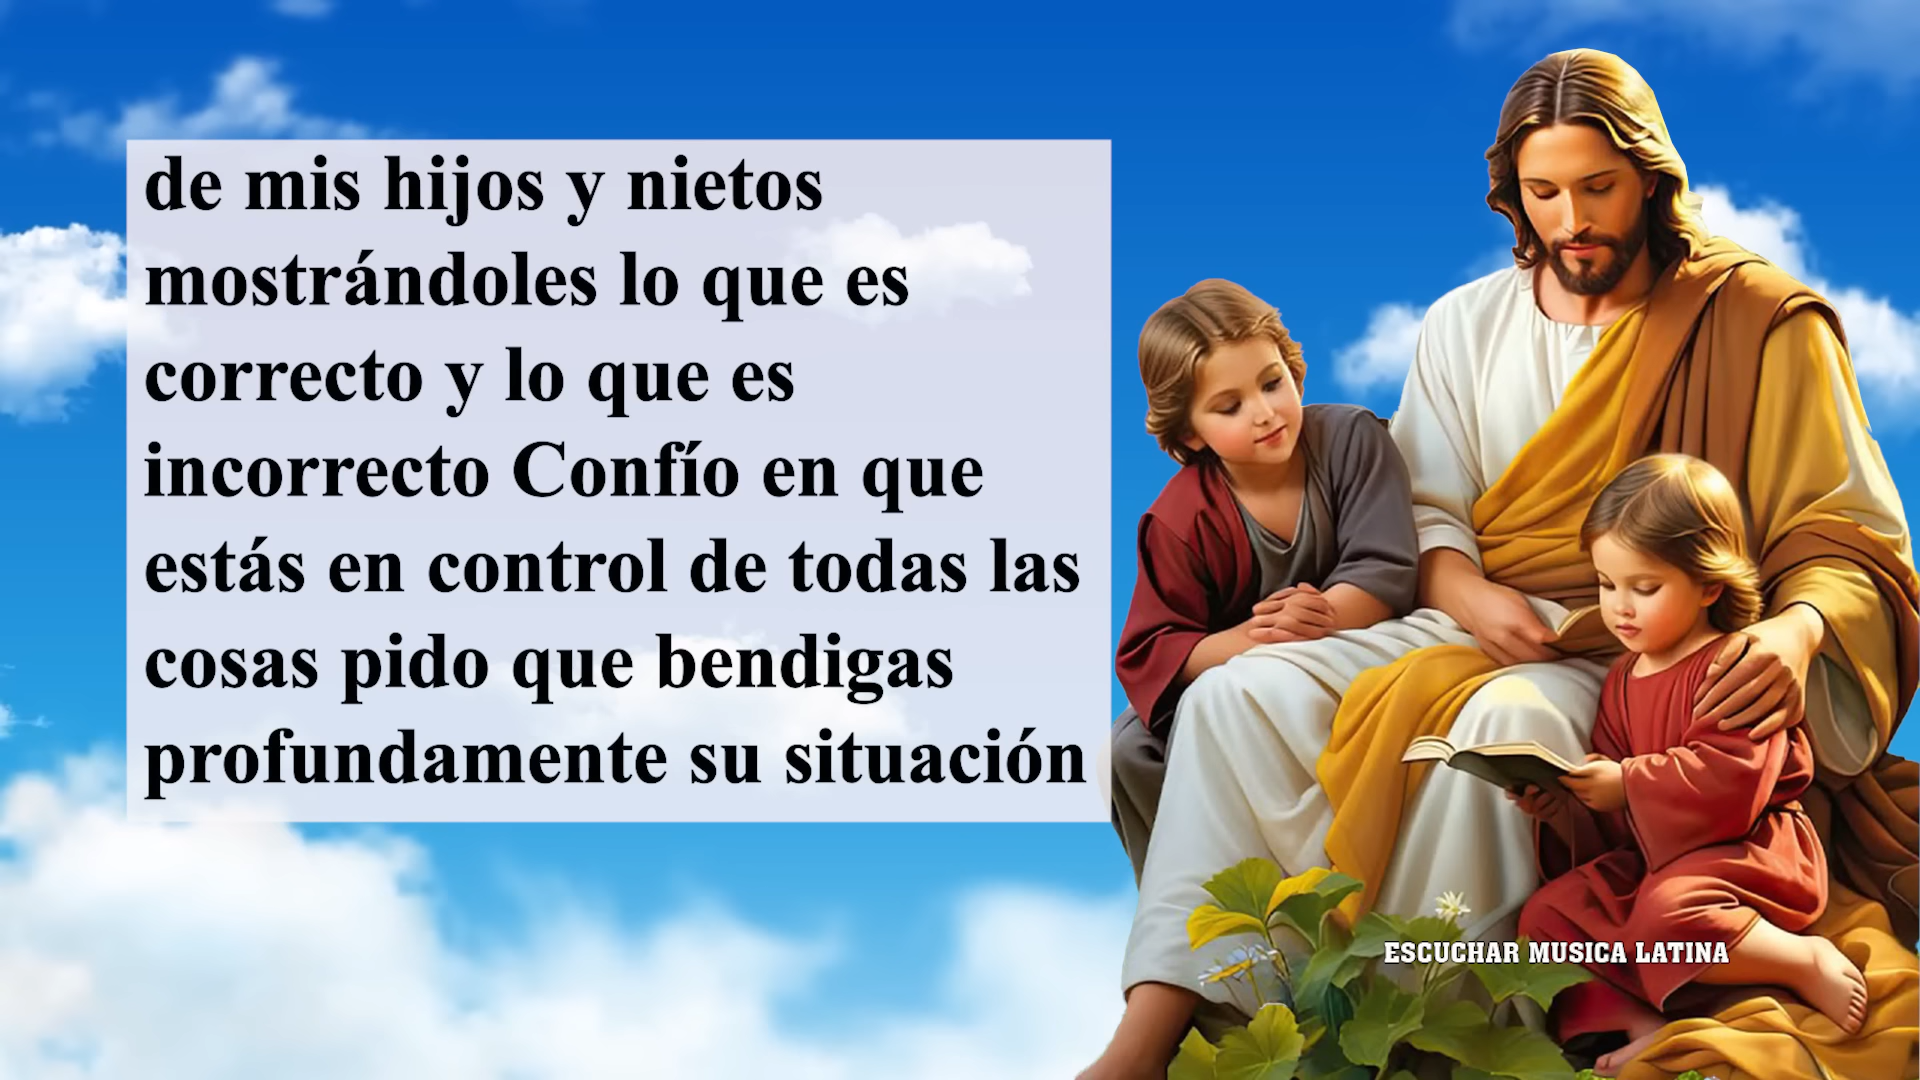 de mis hijos y nietos
mostrándoles lo que es
correcto y lo que es
incorrecto Confío en que
estás en control de todas las
cosas pido que bendigas
profundamente su situación
ESCUCHAR MUSICA LATINA